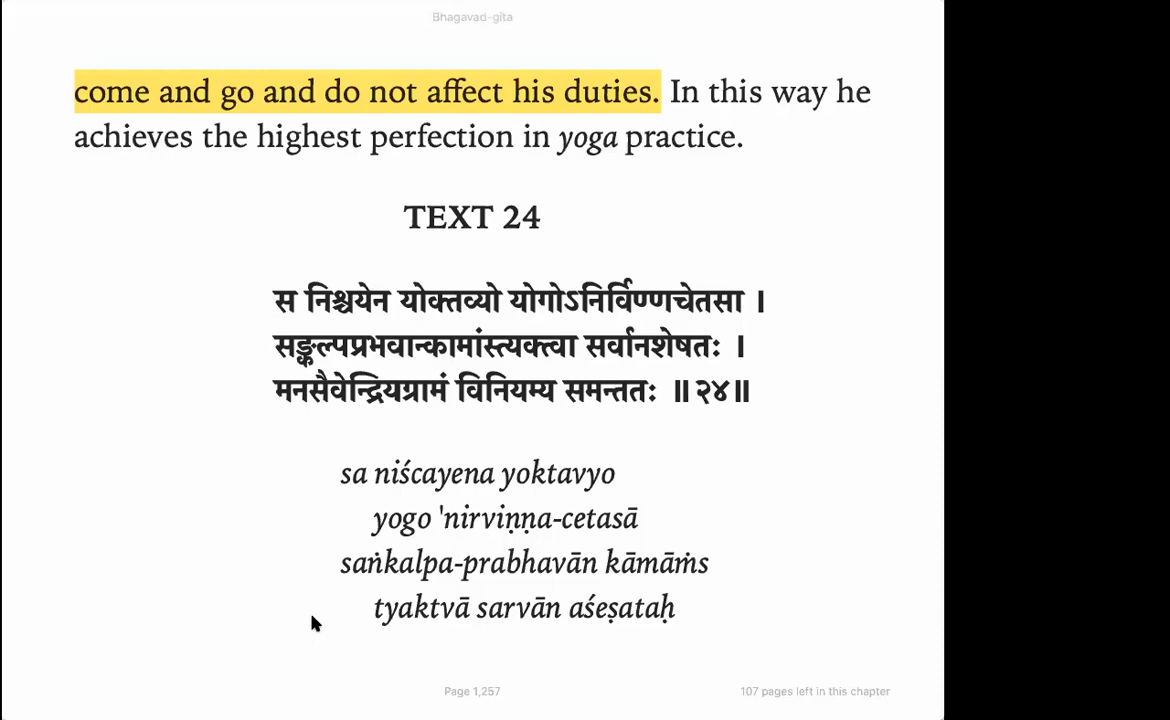 Bhagavad-gītā
come and go and do not affect his duties. In this way he
achieves the highest perfection in yoga practice.
TEXT 24
स निश्चयेन योक्तव्यो योगोऽनिर्विण्णचेतसा ।
सङ्कल्पप्रभवान्कामांस्त्यक्त्वा सर्वानशेषतः ।
मनसैवेन्द्रियग्रामं विनियम्य समन्ततः ॥२४॥
sa niścayena yoktavyo
yogo 'nirviṇṇa-cetasā
saṅkalpa-prabhavān kāmāṁs
tyaktvā sarvān aśeṣataḥ
Page 1,257
107 pages left in this chapter